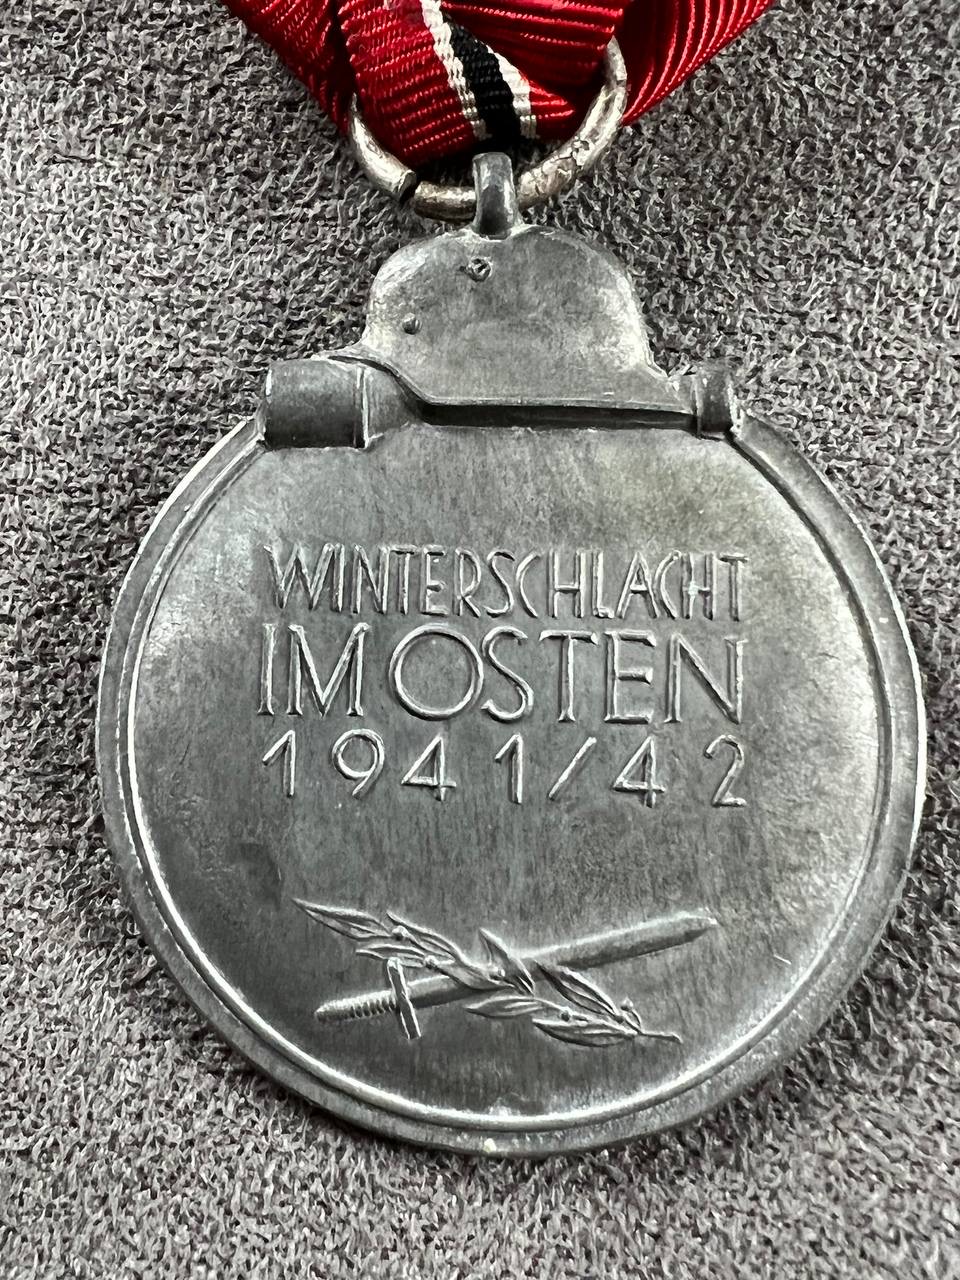 WINTERSCHLACHT
IM OSTEN
1941/42